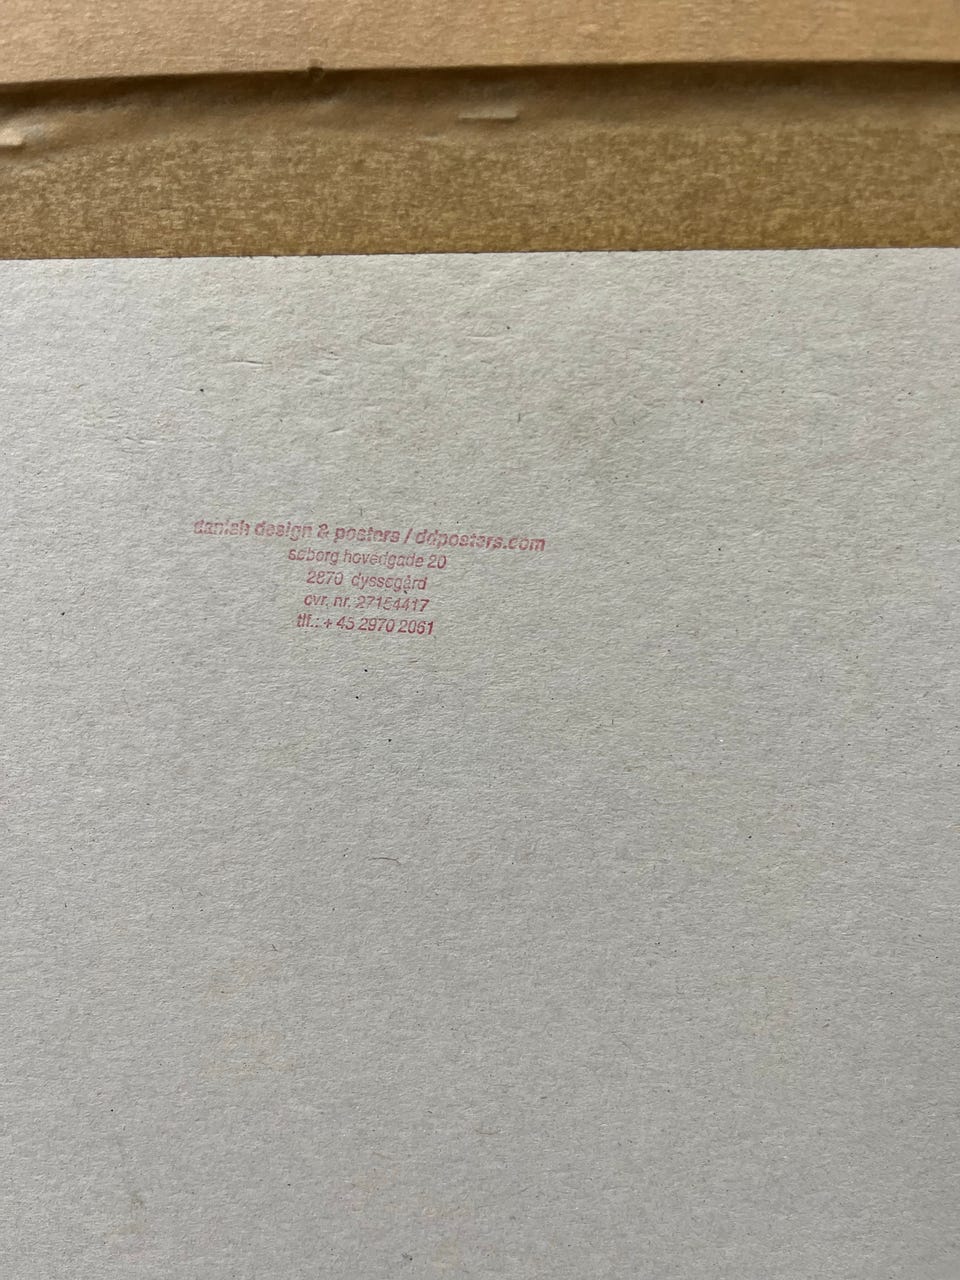 danish design & posters / ddposters.com
søborg hovedgade 20
2870 dyssegård
cvr. nr. 27154417
tlf.: + 45 2970 2061